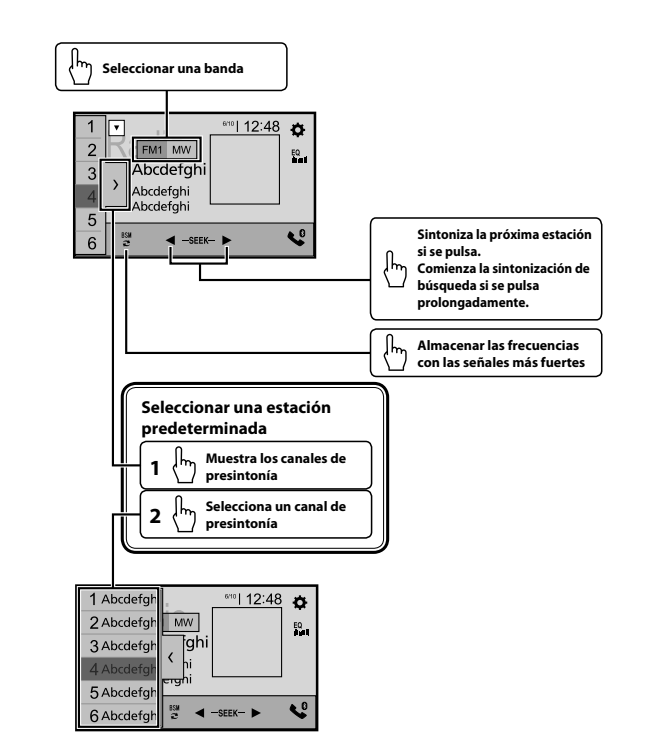 Seleccionar una banda
1
2
3
4
5
6
6/10 12:48
FM1 MW
EQ
Abcdefghi
Abcdefghi
Abcdefghi
BSM
–SEEK–
Sintoniza la próxima estación
si se pulsa.
Comienza la sintonización de
búsqueda si se pulsa
prolongadamente.
Almacenar las frecuencias
con las señales más fuertes
Seleccionar una estación
predeterminada
1 Muestra los canales de
presintonía
2 Selecciona un canal de
presintonía
1 Abcdefgh
2 Abcdefgh
3 Abcdefgh
4 Abcdefgh
5 Abcdefgh
6 Abcdefgh
6/10 12:48
MW
EQ
fghi
hi
efghi
BSM
–SEEK–